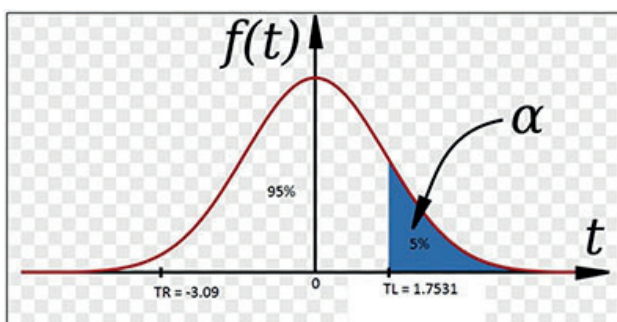 f(t)
α
95%
5%
t
TR = -3.09
0
TL = 1.7531